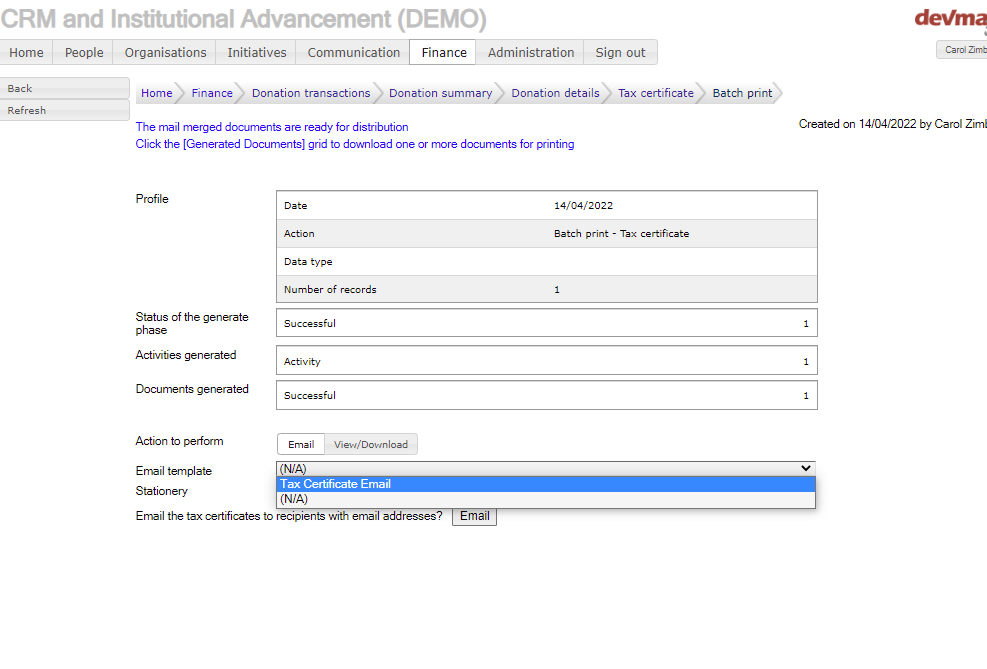 CRM and Institutional Advancement (DEMO)
Home People Organisations Initiatives Communication Finance Administration Sign out
Back
Refresh
Home Finance Donation transactions Donation summary Donation details Tax certificate Batch print
The mail merged documents are ready for distribution
Click the [Generated Documents] grid to download one or more documents for printing
Created on 14/04/2022 by Carol Zimb
Carol Zimb
Profile
Date 14/04/2022
Action Batch print - Tax certificate
Data type
Number of records 1
Status of the generate phase
Successful 1
Activities generated
Activity 1
Documents generated
Successful 1
Action to perform
Email View/Download
Email template
(N/A)
Tax Certificate Email
(N/A)
Stationery
Email the tax certificates to recipients with email addresses? Email